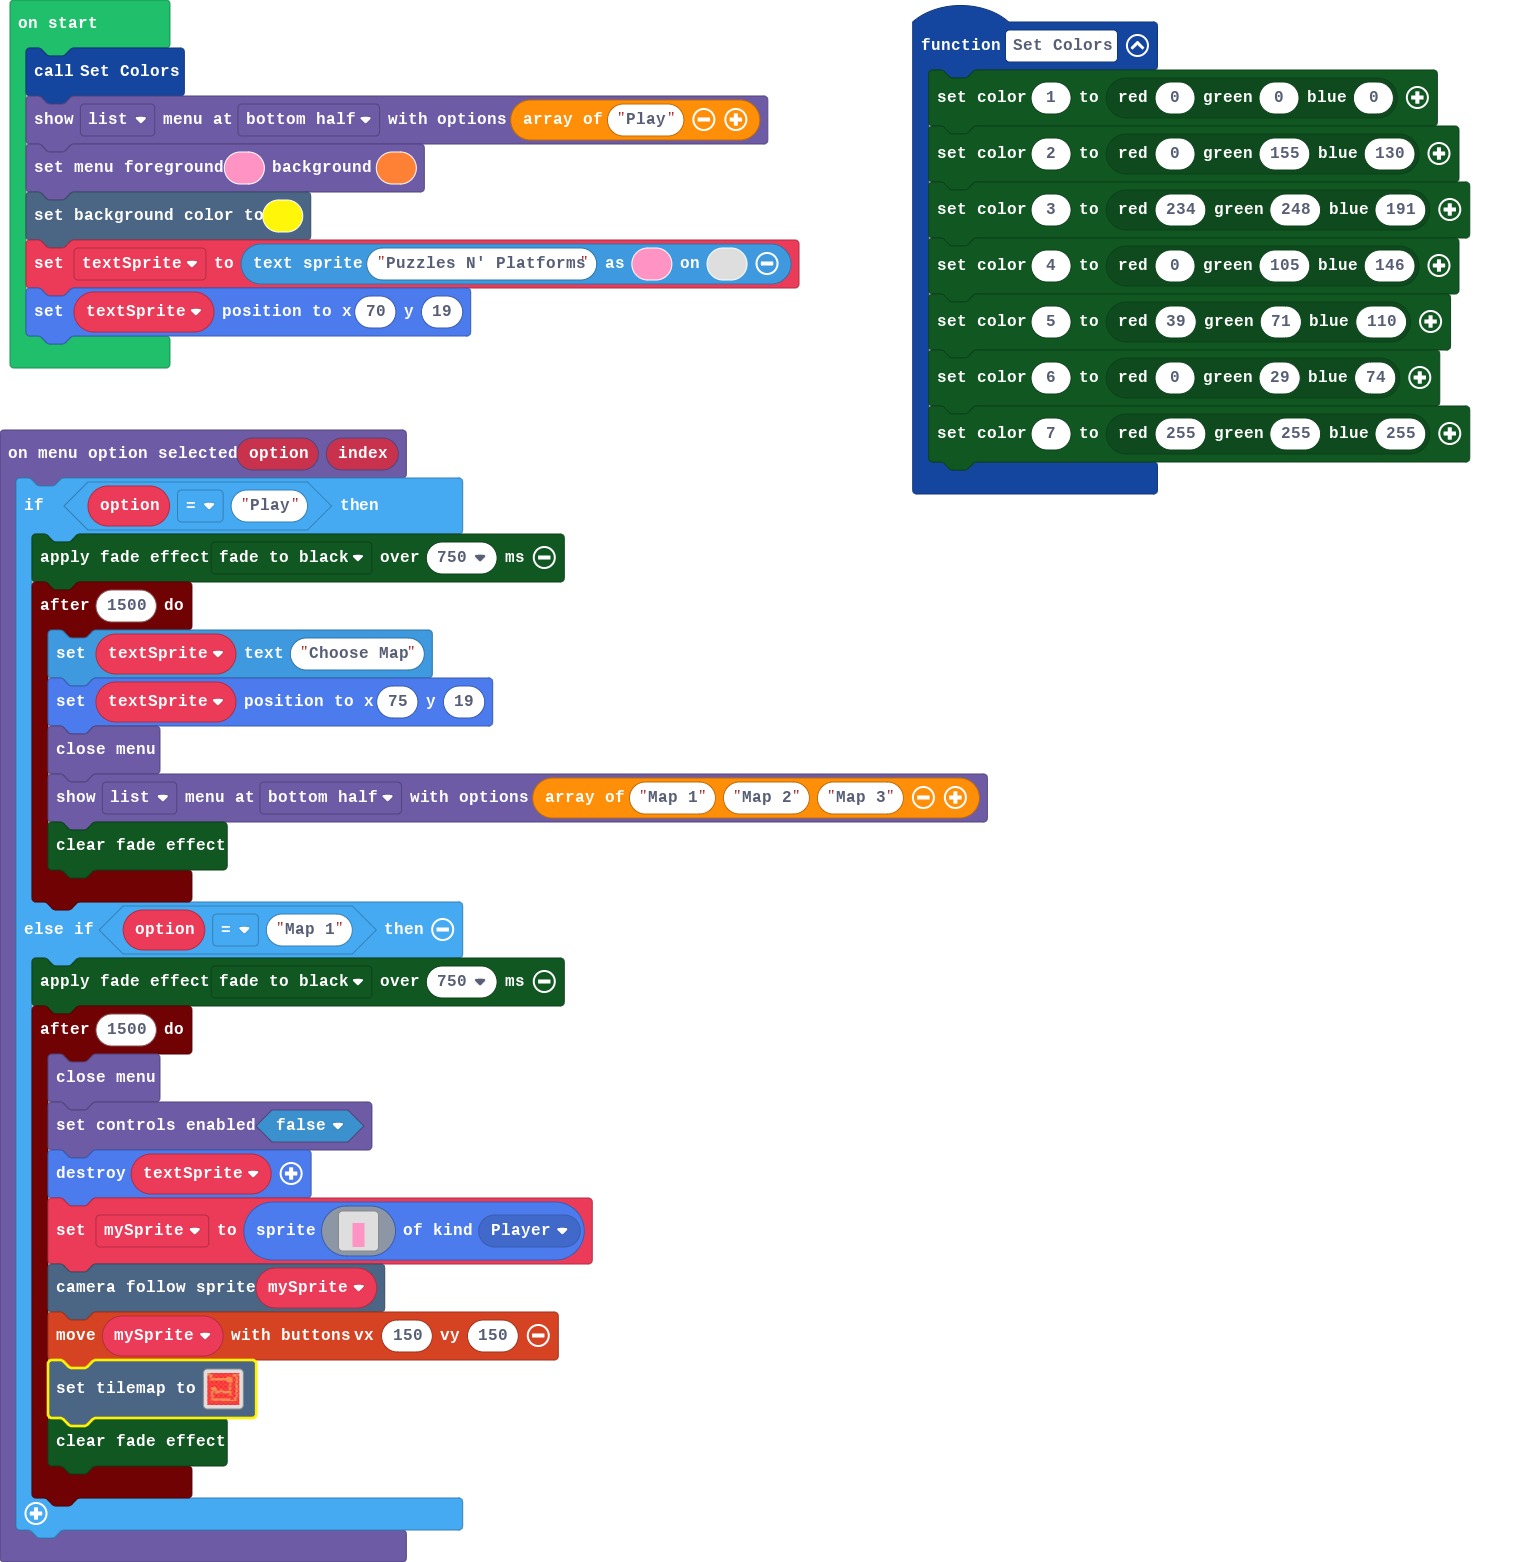 on start
call Set Colors
show list menu at bottom half with options array of "Play"
set menu foreground background
set background color to
set textSprite to text sprite "Puzzles N' Platforms" as on
set textSprite position to x 70 y 19
function Set Colors
set color 1 to red 0 green 0 blue 0
set color 2 to red 0 green 155 blue 130
set color 3 to red 234 green 248 blue 191
set color 4 to red 0 green 105 blue 146
set color 5 to red 39 green 71 blue 110
set color 6 to red 0 green 29 blue 74
set color 7 to red 255 green 255 blue 255
on menu option selected option index
if option = "Play" then
apply fade effect fade to black over 750 ms
after 1500 do
set textSprite text "Choose Map"
set textSprite position to x 75 y 19
close menu
show list menu at bottom half with options array of "Map 1" "Map 2" "Map 3"
clear fade effect
else if option = "Map 1" then
apply fade effect fade to black over 750 ms
after 1500 do
close menu
set controls enabled false
destroy textSprite
set mySprite to sprite of kind Player
camera follow sprite mySprite
move mySprite with buttons vx 150 vy 150
set tilemap to
clear fade effect